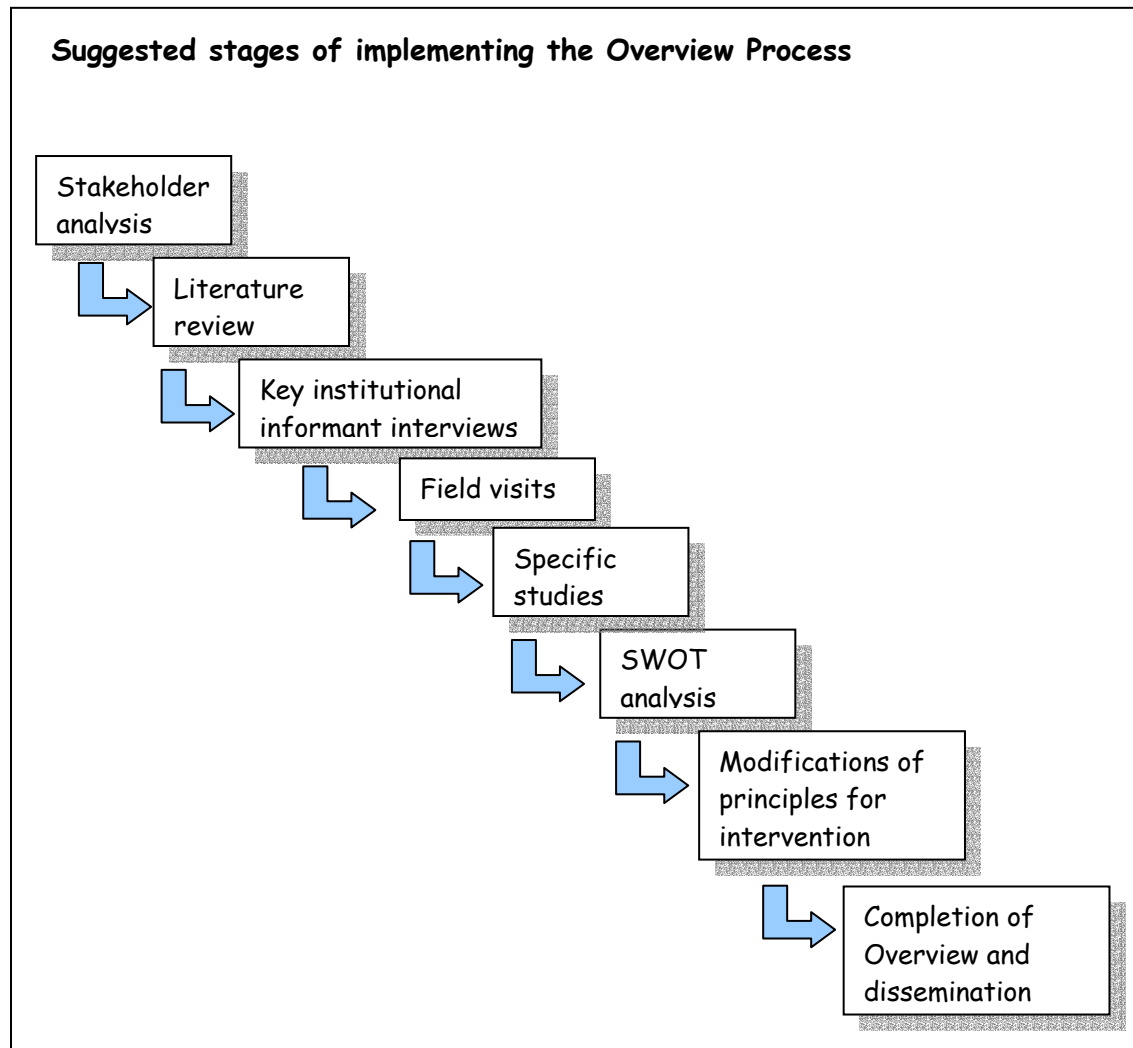 Suggested stages of implementing the Overview Process
Stakeholder
analysis
Literature
review
Key institutional
informant interviews
Field visits
Specific
studies
SWOT
analysis
Modifications of
principles for
intervention
Completion of
Overview and
dissemination